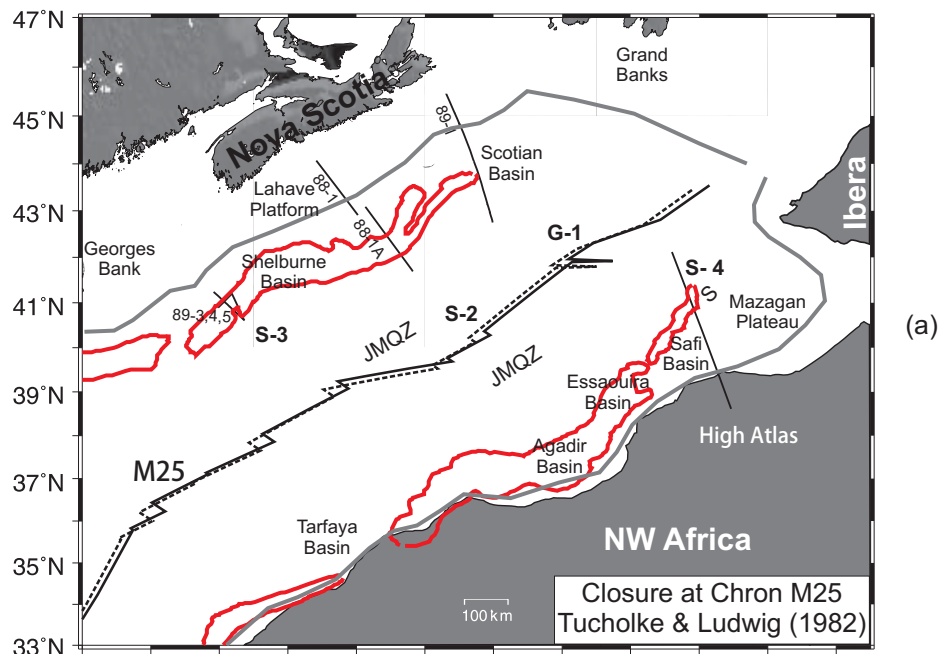 47°N
45°N
43°N
41°N
39°N
37°N
35°N
33°N
Grand
Banks
Nova Scotia
89-1
Scotian
Basin
88-1
Lahave
Platform
88-1A
Ibera
Georges
Bank
Shelburne
Basin
G-1
S-4
S
Mazagan
Plateau
89-3,4,5
S-3
S-2
JMQZ
JMQZ
Safi
Basin
(a)
Essaouira
Basin
High Atlas
Agadir
Basin
M25
Tarfaya
Basin
NW Africa
100 km
Closure at Chron M25
Tucholke & Ludwig (1982)